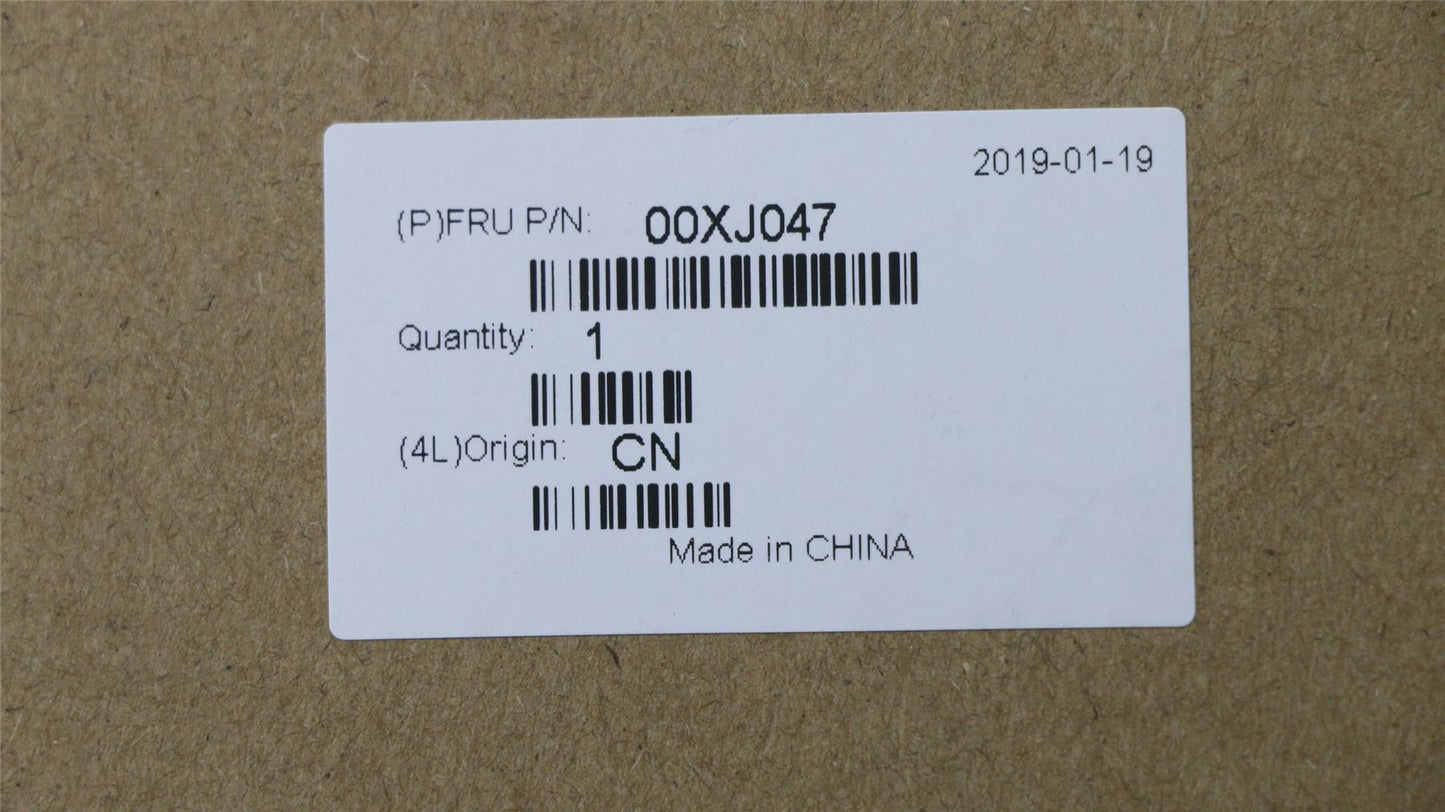 2019-01-19
(P)FRU P/N: 00XJ047
Quantity: 1
(4L)Origin: CN
Made in CHINA